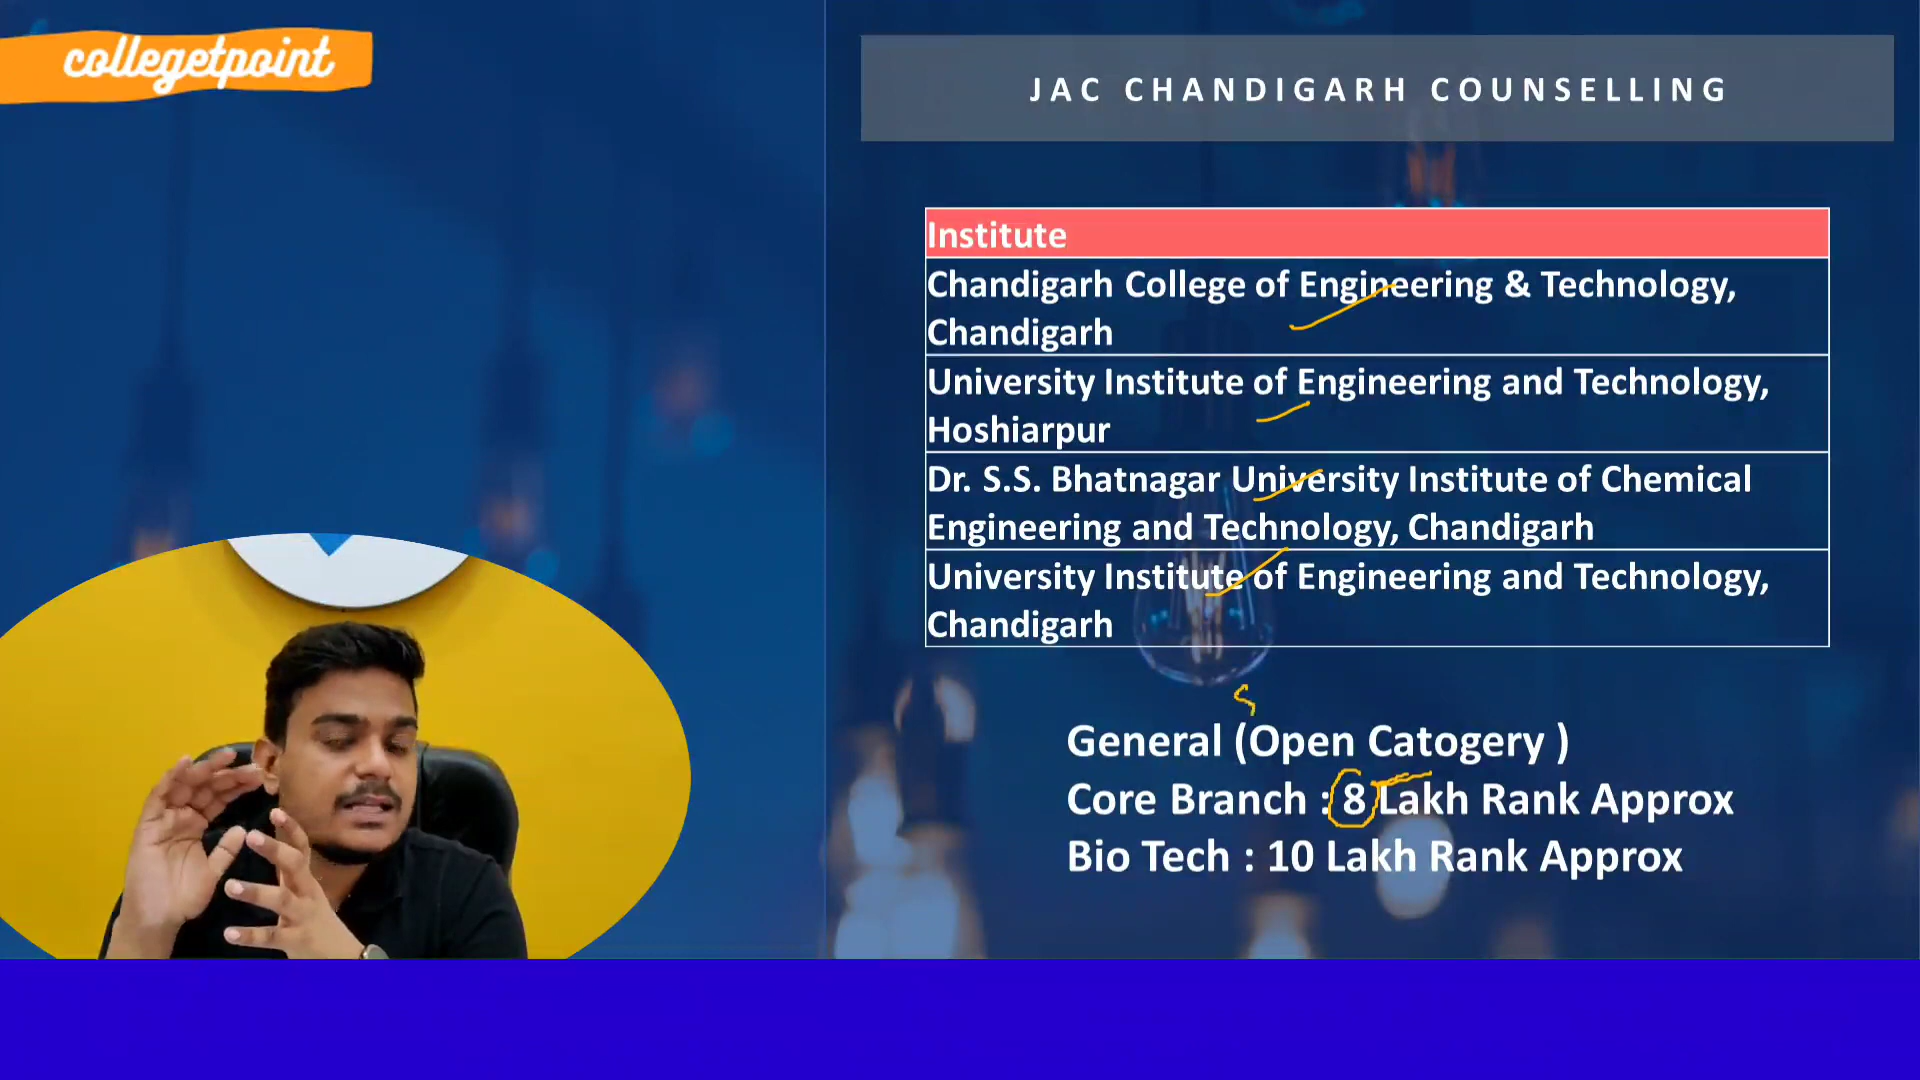 collegetpoint
JAC CHANDIGARH COUNSELLING
Institute
Chandigarh College of Engineering & Technology,
Chandigarh
University Institute of Engineering and Technology,
Hoshiarpur
Dr. S.S. Bhatnagar University Institute of Chemical
Engineering and Technology, Chandigarh
University Institute of Engineering and Technology,
Chandigarh
General (Open Catogery )
Core Branch : 8 Lakh Rank Approx
Bio Tech : 10 Lakh Rank Approx